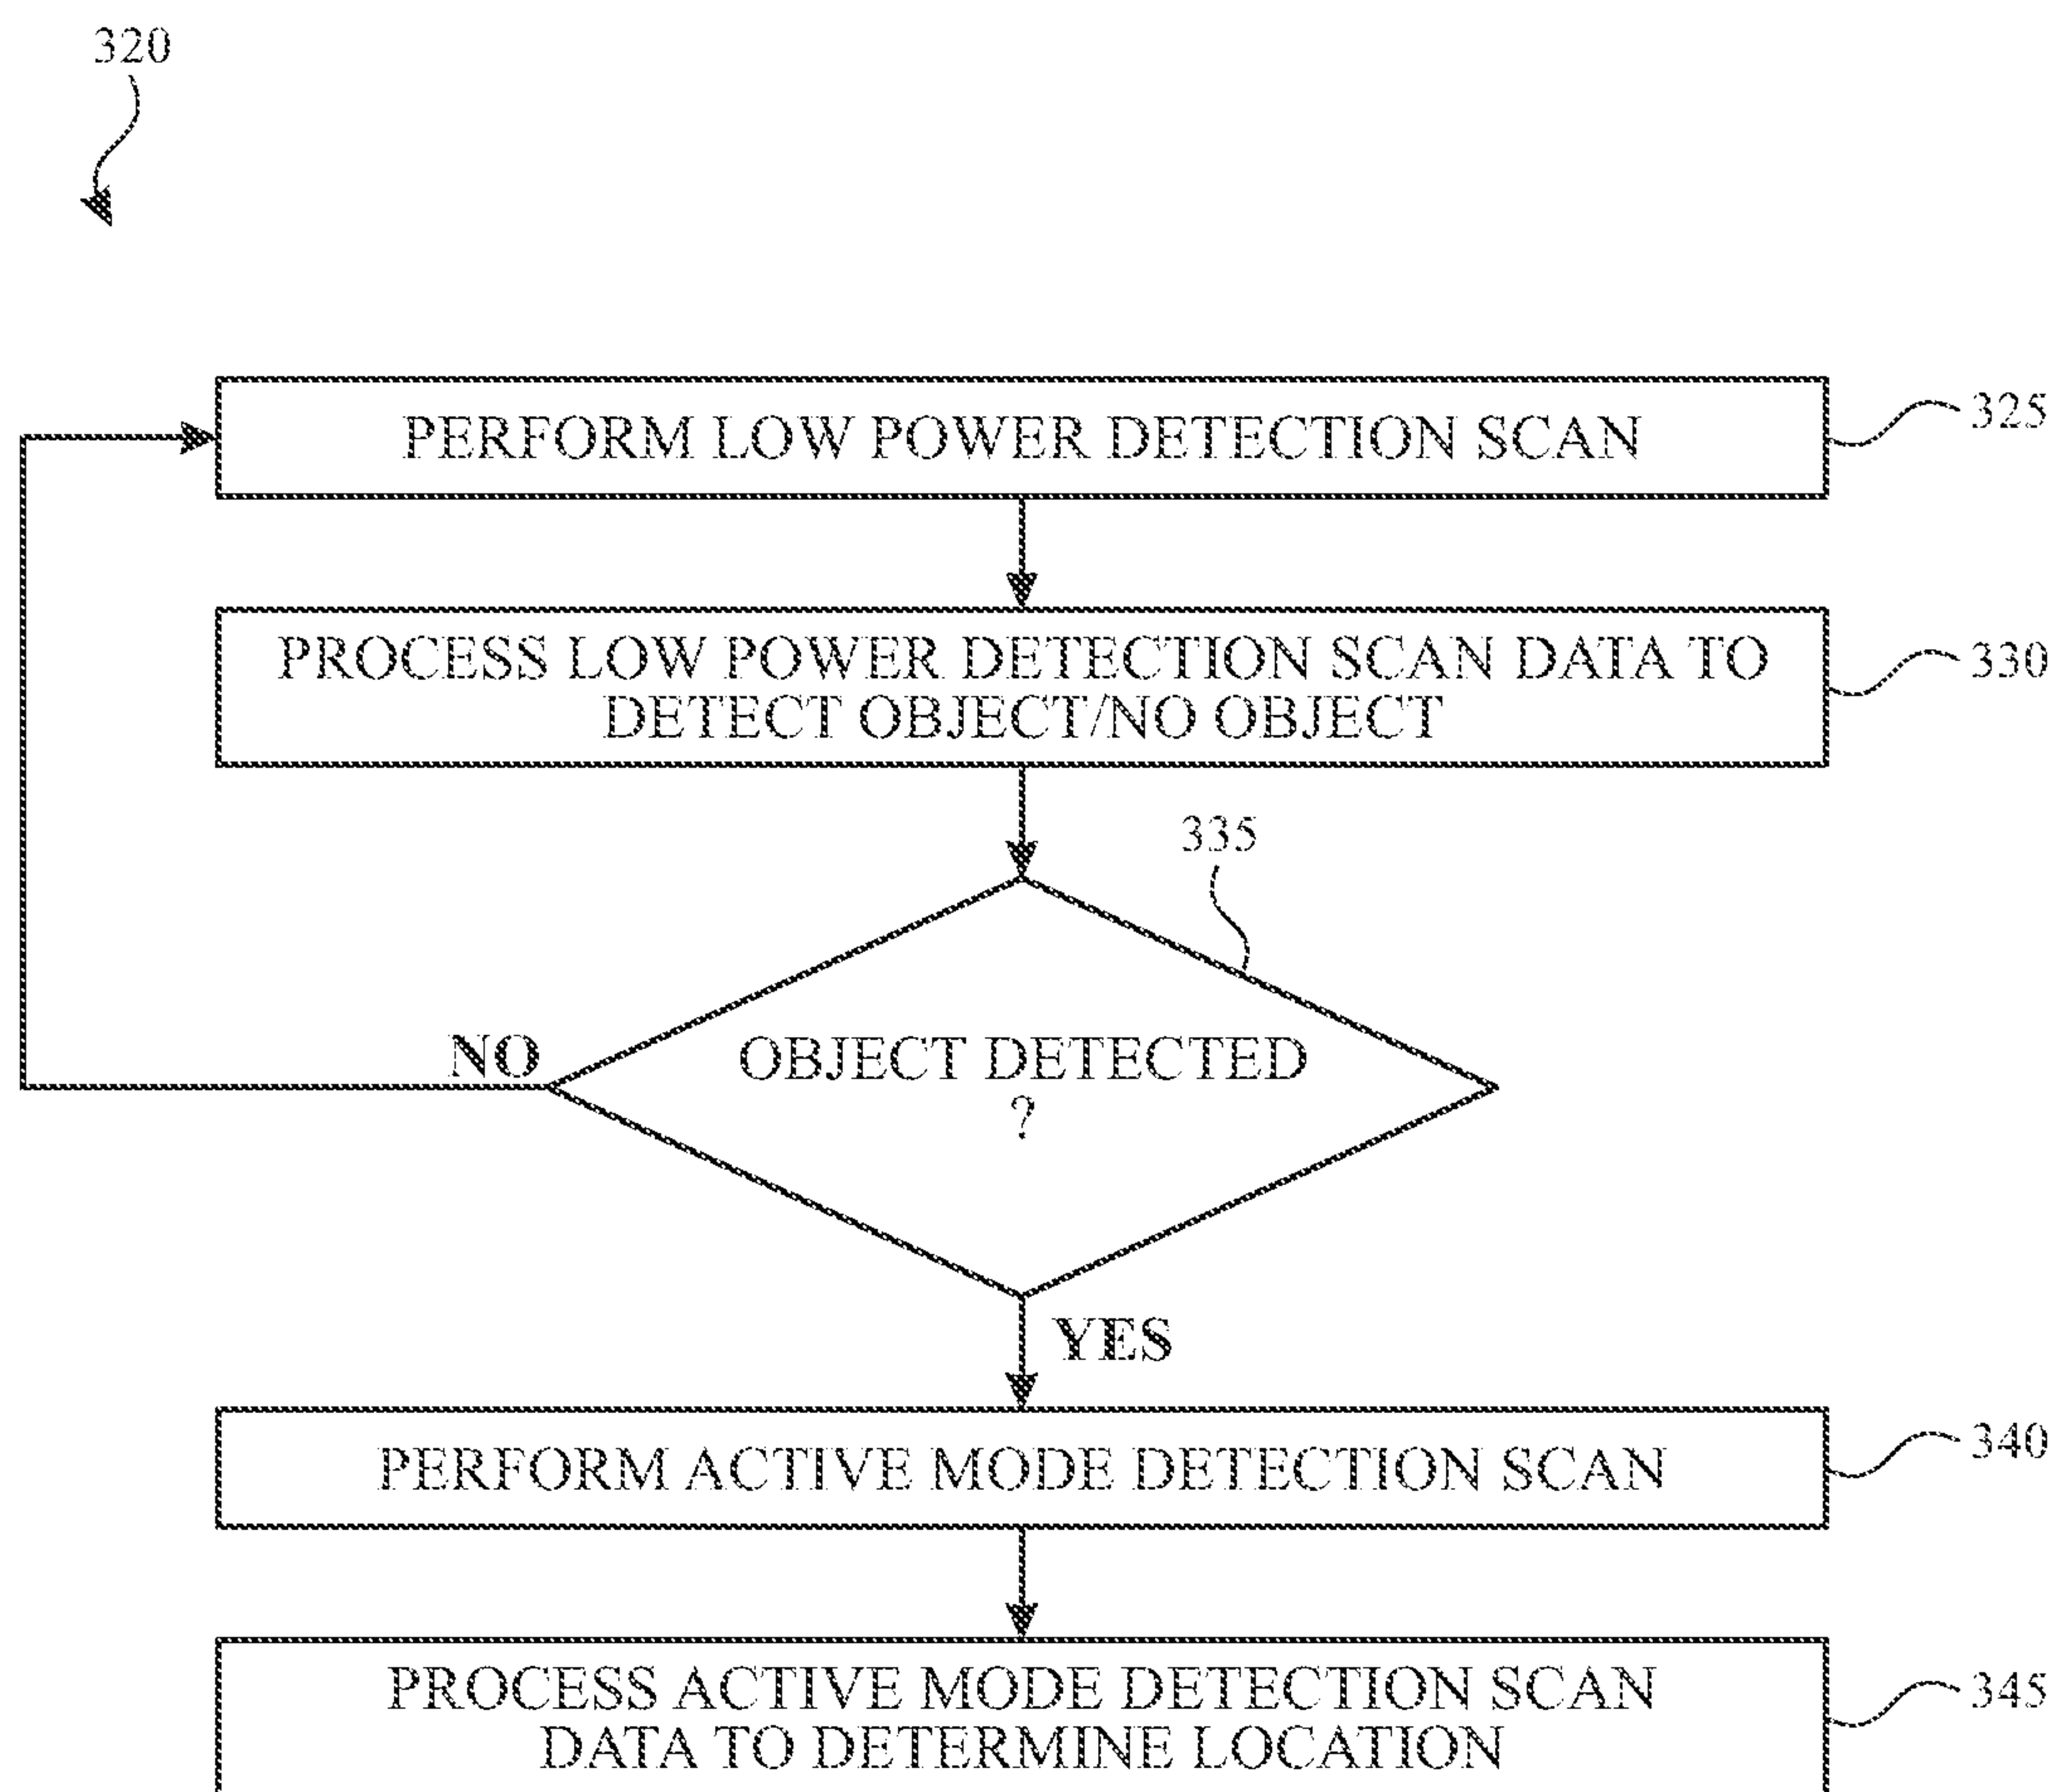 320
PERFORM LOW POWER DETECTION SCAN
325
PROCESS LOW POWER DETECTION SCAN DATA TO
DETECT OBJECT/NO OBJECT
330
335
OBJECT DETECTED
?
NO
YES
PERFORM ACTIVE MODE DETECTION SCAN
340
PROCESS ACTIVE MODE DETECTION SCAN
DATA TO DETERMINE LOCATION
345